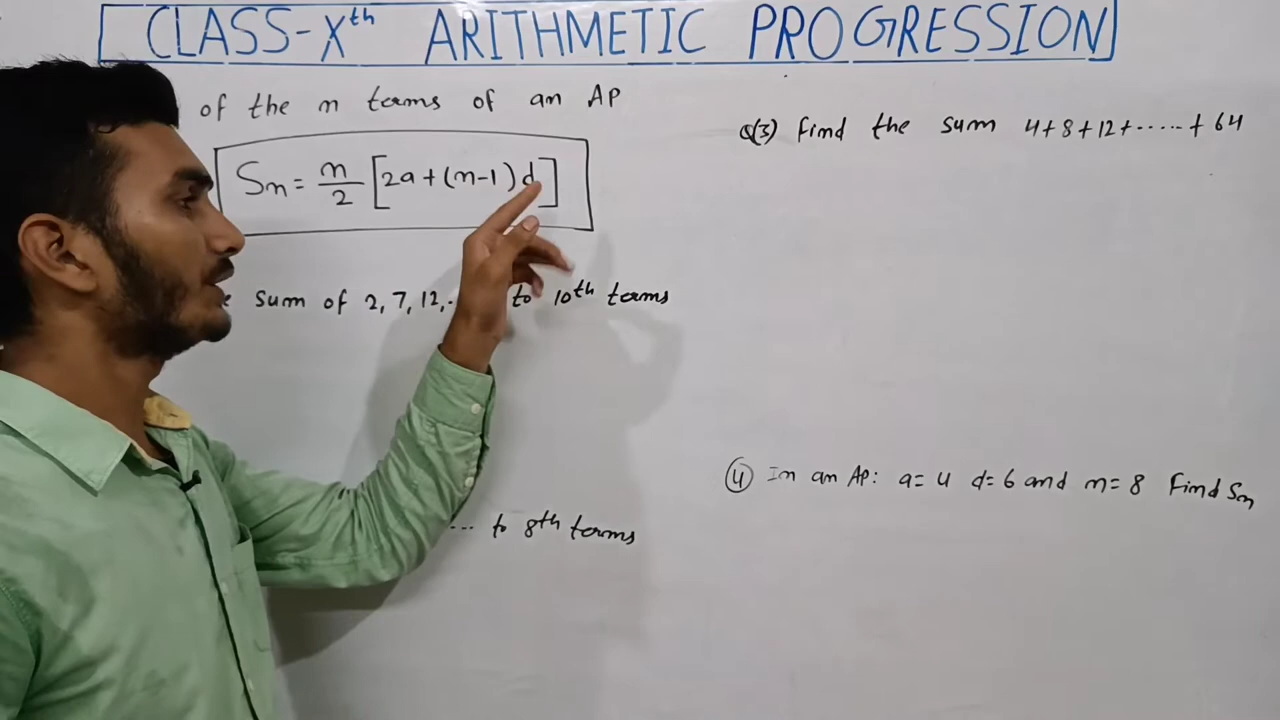 CLASS-Xth ARITHMETIC PROGRESSION
of the n terms of an AP
Sn = n/2 [2a+(n-1)d]
sum of 2, 7, 12, to 10th terms
... to 8th terms
Q(3) Find the sum 4+8+12+......+ 64
(4) In an AP: a= 4 d= 6 and n= 8 Find Sn